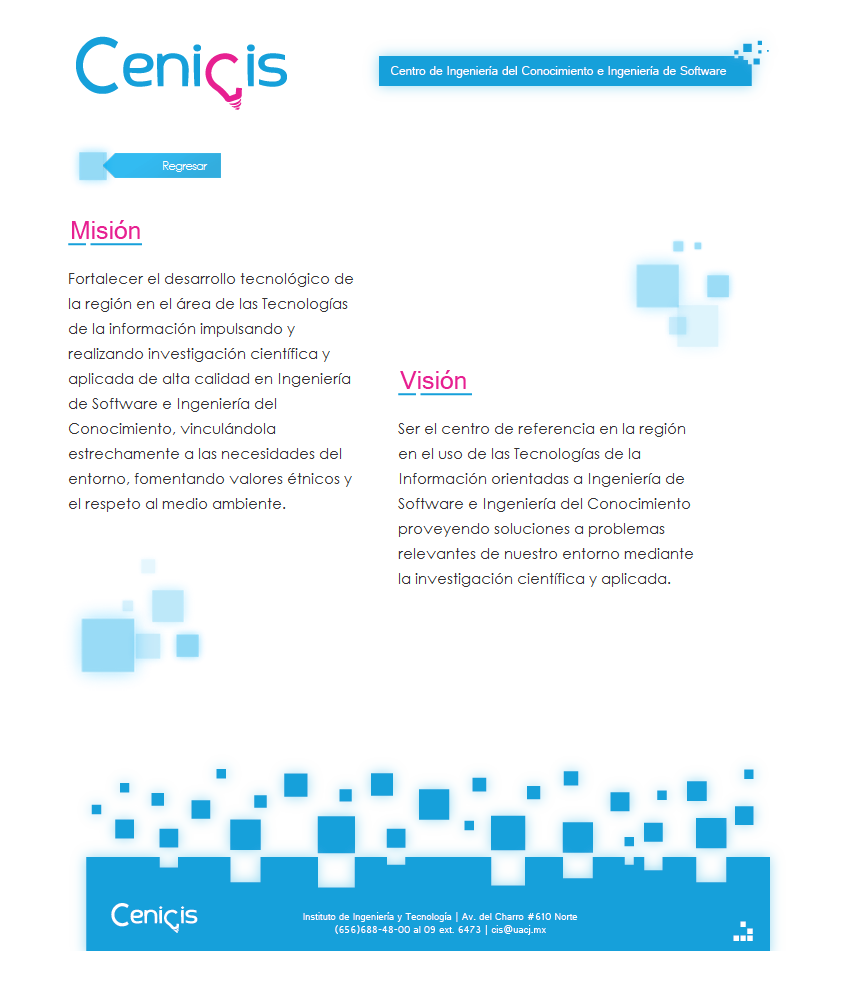 Cenicis
Centro de Ingeniería del Conocimiento e Ingeniería de Software
Regresar
Misión
Fortalecer el desarrollo tecnológico de
la región en el área de las Tecnologías
de la información impulsando y
realizando investigación científica y
aplicada de alta calidad en Ingeniería
de Software e Ingeniería del
Conocimiento, vinculándola
estrechamente a las necesidades del
entorno, fomentando valores étnicos y
el respeto al medio ambiente.
Visión
Ser el centro de referencia en la región
en el uso de las Tecnologías de la
Información orientadas a Ingeniería de
Software e Ingeniería del Conocimiento
proveyendo soluciones a problemas
relevantes de nuestro entorno mediante
la investigación científica y aplicada.
Cenicis
Instituto de Ingeniería y Tecnología | Av. del Charro #610 Norte
(656)688-48-00 al 09 ext. 6473 | cis@uacj.mx